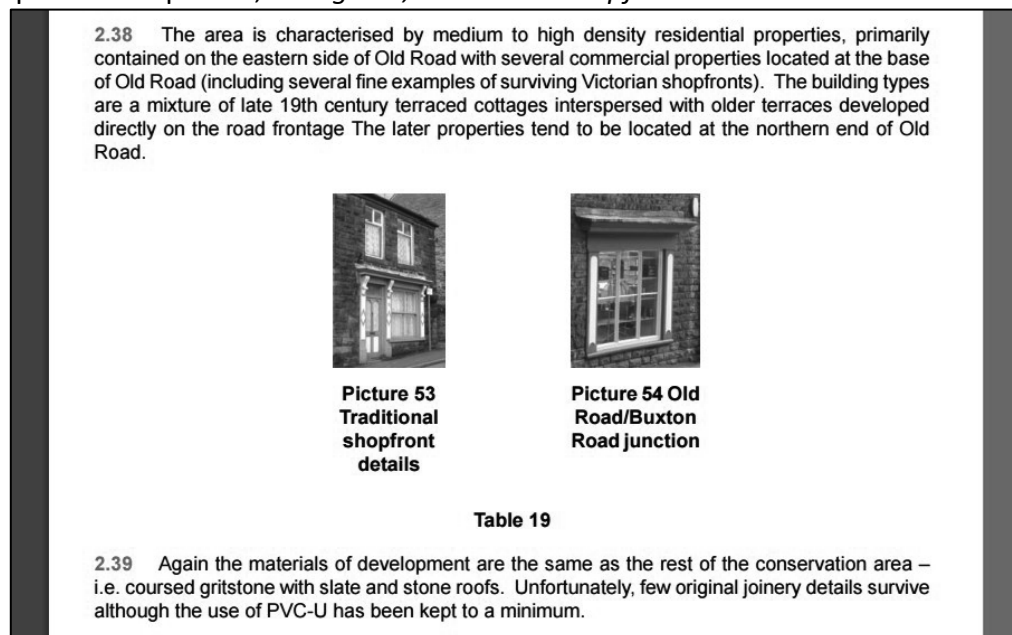 2.38 The area is characterised by medium to high density residential properties, primarily
contained on the eastern side of Old Road with several commercial properties located at the base
of Old Road (including several fine examples of surviving Victorian shopfronts). The building types
are a mixture of late 19th century terraced cottages interspersed with older terraces developed
directly on the road frontage The later properties tend to be located at the northern end of Old
Road.
Picture 53
Traditional
shopfront
details
Picture 54 Old
Road/Buxton
Road junction
Table 19
2.39 Again the materials of development are the same as the rest of the conservation area –
i.e. coursed gritstone with slate and stone roofs. Unfortunately, few original joinery details survive
although the use of PVC-U has been kept to a minimum.